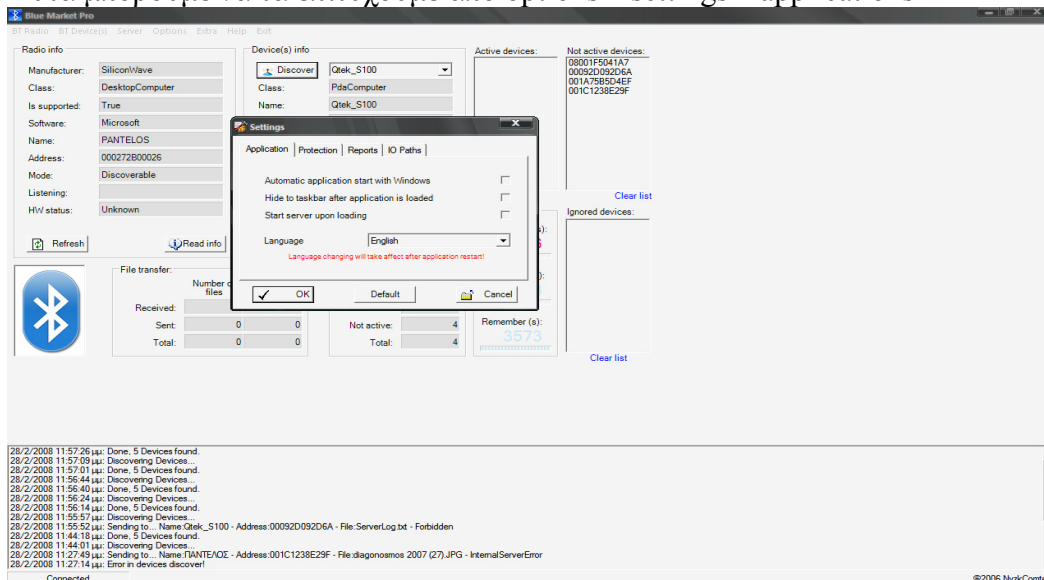 Blue Market Pro
BT Radio BT Device(s) Server Options Extra Help Exit
Radio info
Manufacturer: SiliconWave
Class: DesktopComputer
Is supported: True
Software: Microsoft
Name: PANTELOS
Address: 000272B00026
Mode: Discoverable
Listening:
HW status: Unknown
Refresh Read info
Device(s) info
Discover Qtek_S100
Class: PdaComputer
Name: Qtek_S100
Active devices:
Not active devices:
08001F5041A7
00092D092D6A
001A75B5D4EF
001C1238E29F
Clear list
Ignored devices:
Clear list
Settings
Application Protection Reports IO Paths
Automatic application start with Windows
Hide to taskbar after application is loaded
Start server upon loading
Language English
Language changing will take affect after application restart!
OK Default Cancel
File transfer:
Number
files
Received:
Sent: 0 0
Total: 0 0
Not active: 4
Total: 4
Remember (s):
3573
28/2/2008 11:57:26 μμ: Done, 5 Devices found.
28/2/2008 11:57:09 μμ: Discovering Devices...
28/2/2008 11:57:01 μμ: Done, 5 Devices found.
28/2/2008 11:56:44 μμ: Discovering Devices...
28/2/2008 11:56:40 μμ: Done, 5 Devices found.
28/2/2008 11:56:24 μμ: Discovering Devices...
28/2/2008 11:56:14 μμ: Done, 5 Devices found.
28/2/2008 11:55:57 μμ: Discovering Devices...
28/2/2008 11:55:52 μμ: Sending to... Name:Qtek_S100 - Address:00092D092D6A - File:ServerLog.txt - Forbidden
28/2/2008 11:44:18 μμ: Done, 5 Devices found.
28/2/2008 11:44:01 μμ: Discovering Devices...
28/2/2008 11:27:49 μμ: Sending to... Name:ΠΑΝΤΕΛΟΣ - Address:001C1238E29F - File:diagonosmos 2007 (27).JPG - InternalServerError
28/2/2008 11:27:14 μμ: Error in devices discover!
Connected